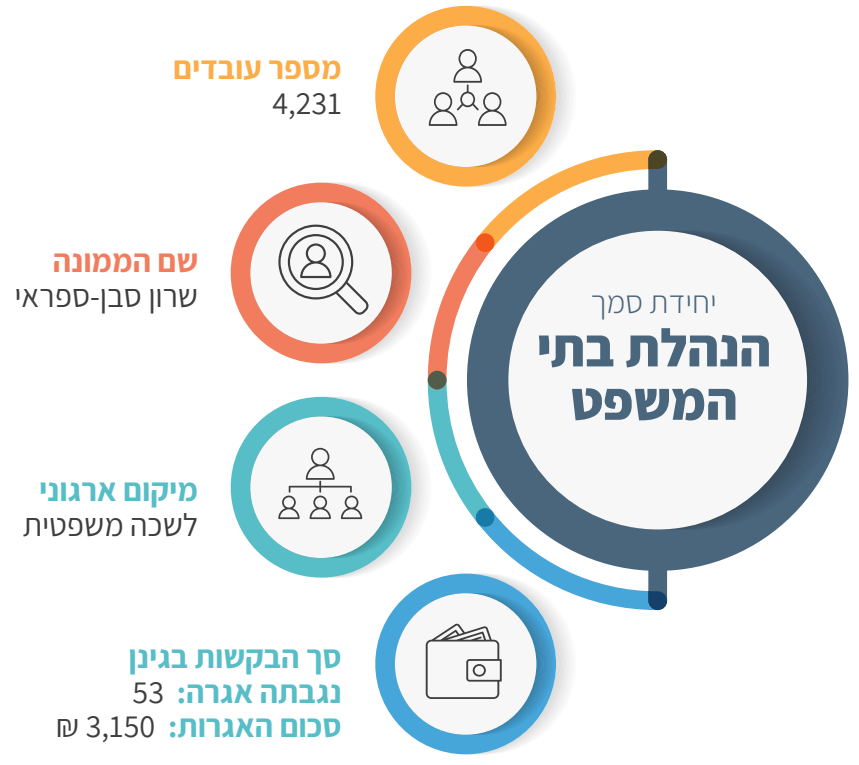 יחידת סמך
הנהלת בתי
המשפט
מספר עובדים
4,231
שם הממונה
שרון סבן-ספראי
מיקום ארגוני
לשכה משפטית
סך הבקשות בגינן
נגבתה אגרה: 53
סכום האגרות: 3,150 ₪